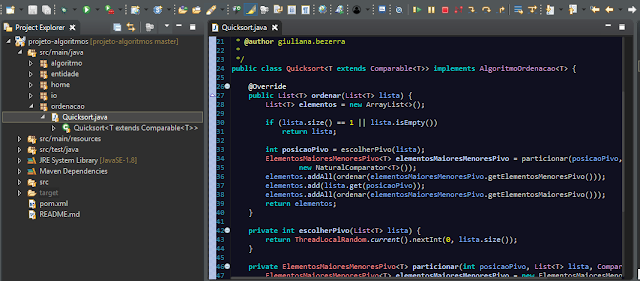 Project Explorer
projeto-algoritmos [projeto-algoritmos master]
src/main/java
algoritmo
entidade
home
io
ordenacao
Quicksort.java
Quicksort<T extends Comparable<T>>
src/main/resources
src/test/java
JRE System Library [JavaSE-1.8]
Maven Dependencies
src
target
pom.xml
README.md
Quicksort.java
21 * @author giuliana.bezerra
22 *
23 */
24 public class Quicksort<T extends Comparable<T>> implements AlgoritmoOrdenacao<T> {
25
26 @Override
27 public List<T> ordenar(List<T> lista) {
28 List<T> elementos = new ArrayList<>();
29
30 if (lista.size() == 1 || lista.isEmpty())
31 return lista;
32
33 int posicaoPivo = escolherPivo(lista);
34 ElementosMaioresMenoresPivo<T> elementosMaioresMenoresPivo = particionar(posicaoPivo,
35 new NaturalComparator<T>());
36 elementos.addAll(ordenar(elementosMaioresMenoresPivo.getElementosMenoresPivo()));
37 elementos.add(lista.get(posicaoPivo));
38 elementos.addAll(ordenar(elementosMaioresMenoresPivo.getElementosMaioresPivo()));
39 return elementos;
40 }
41
42 private int escolherPivo(List<T> lista) {
43 return ThreadLocalRandom.current().nextInt(0, lista.size());
44 }
45
46 private ElementosMaioresMenoresPivo<T> particionar(int posicaoPivo, List<T> lista, Compar
47 ElementosMaioresMenoresPivo<T> elementosMaioresMenoresPivo = new ElementosMaioresMeno